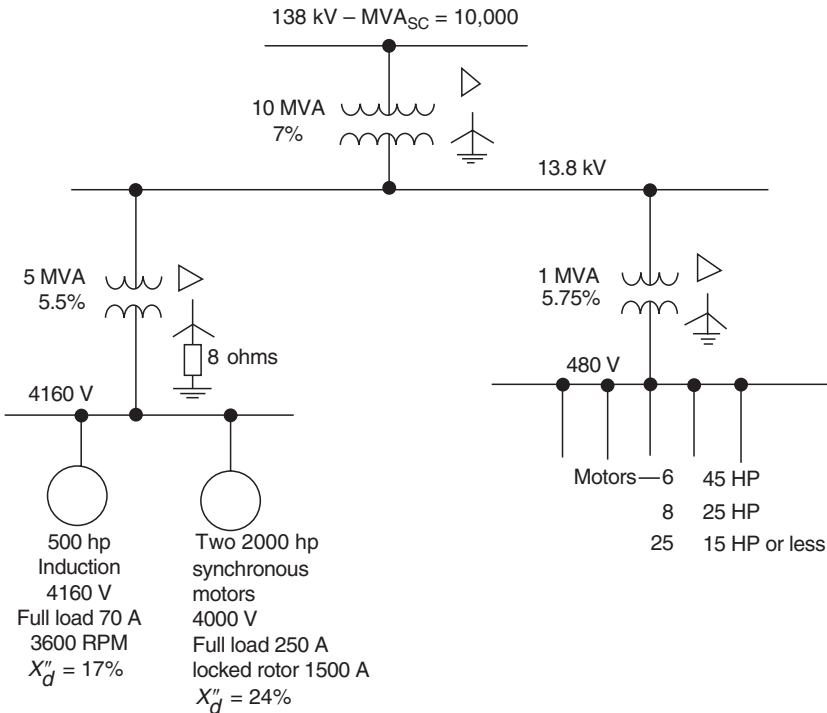 138 kV – MVASC = 10,000
10 MVA
7%
13.8 kV
5 MVA
5.5%
8 ohms
4160 V
1 MVA
5.75%
480 V
Motors—6 45 HP
8 25 HP
25 15 HP or less
500 hp
Induction
4160 V
Full load 70 A
3600 RPM
X″d = 17%
Two 2000 hp
synchronous
motors
4000 V
Full load 250 A
locked rotor 1500 A
X″d = 24%